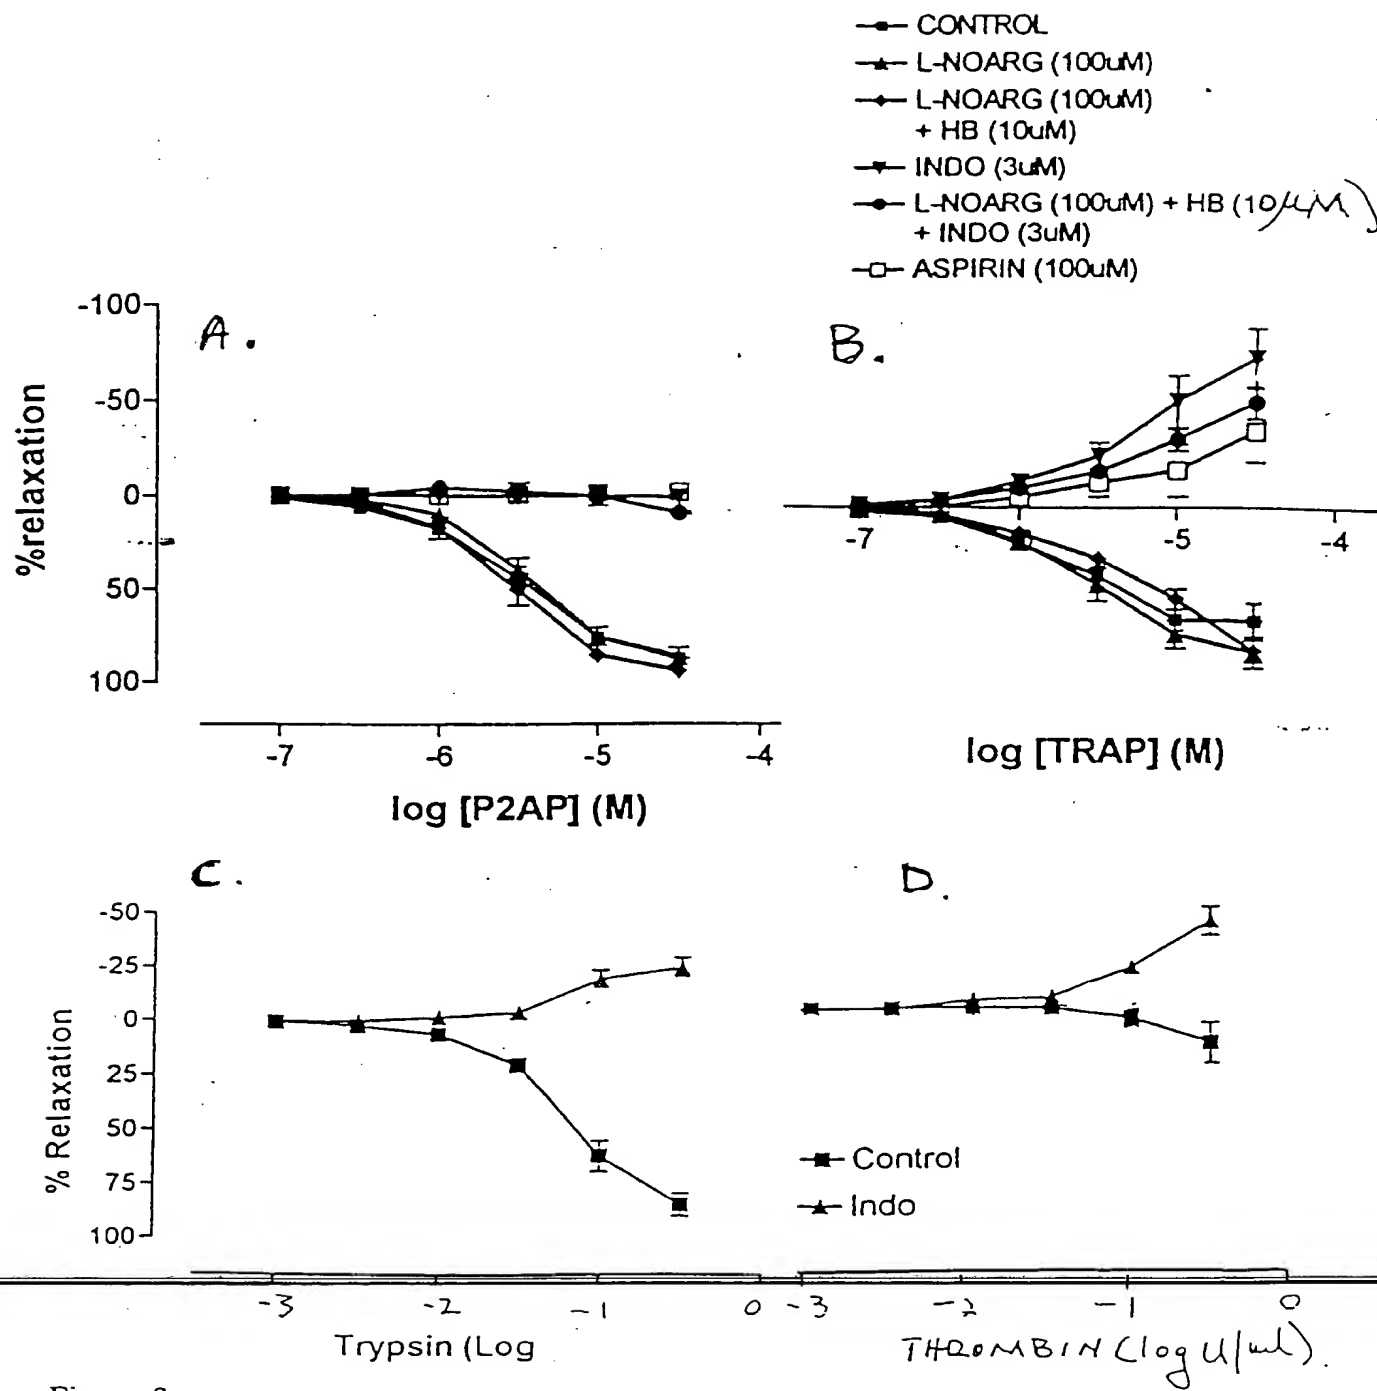 CONTROL
L-NOARG (100uM)
L-NOARG (100uM)
+ HB (10uM)
INDO (3uM)
L-NOARG (100uM) + HB (10μM)
+ INDO (3uM)
ASPIRIN (100uM)
A.
B.
%relaxation
-100
-50
0
50
100
-7 -6 -5 -4
log [P2AP] (M)
-7 -5 -4
log [TRAP] (M)
C.
D.
% Relaxation
-50
-25
0
25
50
75
100
Control
Indo
-3 -2 -1 0
Trypsin (Log
-3 -2 -1 0
THROMBIN (log U/ml).